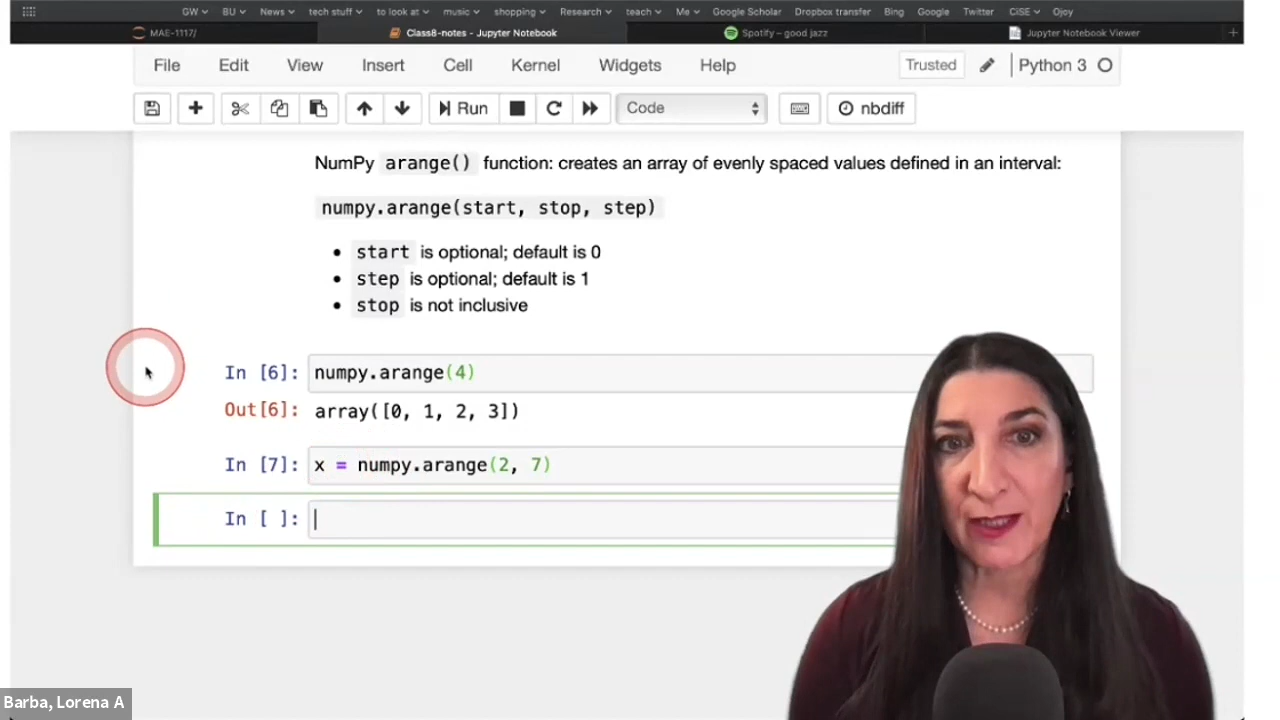 GW BU News tech stuff to look at music shopping Research teach Me Google Scholar Dropbox transfer Bing Google Twitter CiSE Ojoy
MAE-1117/ Class8-notes - Jupyter Notebook Spotify – good jazz Jupyter Notebook Viewer +
File Edit View Insert Cell Kernel Widgets Help Trusted Python 3
Run Code nbdiff
NumPy arange() function: creates an array of evenly spaced values defined in an interval:
numpy.arange(start, stop, step)
• start is optional; default is 0
• step is optional; default is 1
• stop is not inclusive
In [6]: numpy.arange(4)
Out[6]: array([0, 1, 2, 3])
In [7]: x = numpy.arange(2, 7)
In [ ]:
Barba, Lorena A